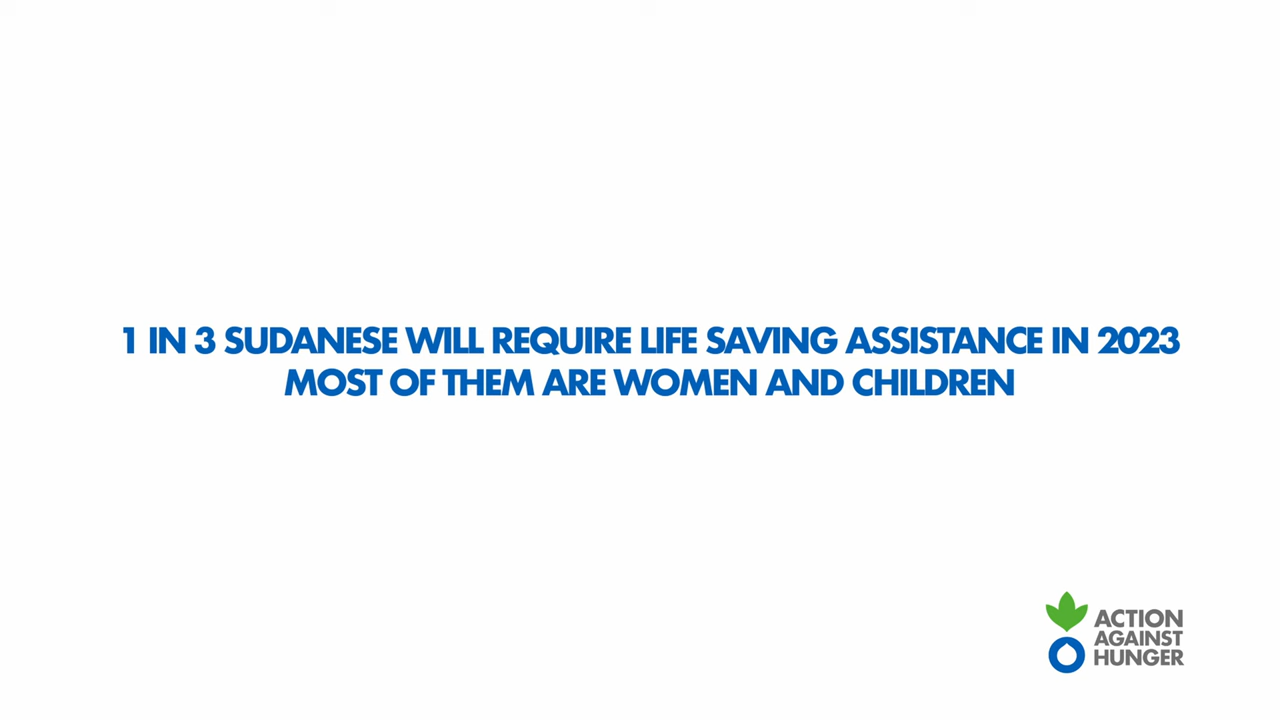 1 IN 3 SUDANESE WILL REQUIRE LIFE SAVING ASSISTANCE IN 2023
MOST OF THEM ARE WOMEN AND CHILDREN
ACTION
AGAINST
HUNGER